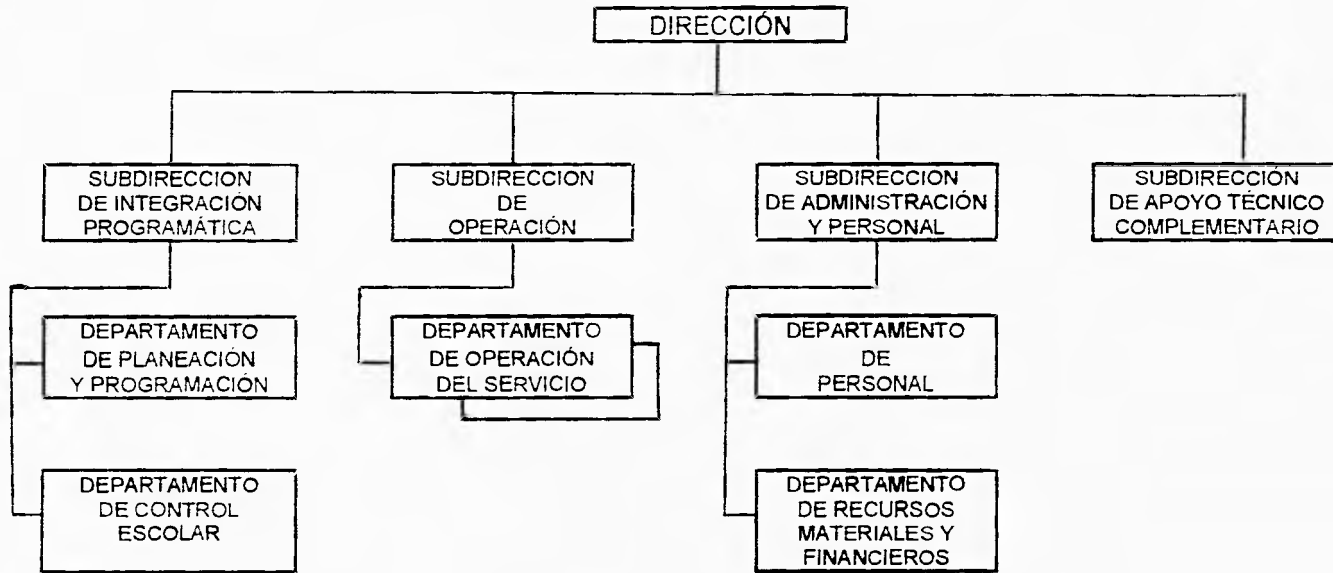 DIRECCIÓN
SUBDIRECCION
DE INTEGRACIÓN
PROGRAMÁTICA
SUBDIRECCION
DE
OPERACIÓN
SUBDIRECCION
DE ADMINISTRACIÓN
Y PERSONAL
SUBDIRECCIÓN
DE APOYO TÉCNICO
COMPLEMENTARIO
DEPARTAMENTO
DE PLANEACIÓN
Y PROGRAMACIÓN
DEPARTAMENTO
DE OPERACIÓN
DEL SERVICIO
DEPARTAMENTO
DE
PERSONAL
DEPARTAMENTO
DE CONTROL
ESCOLAR
DEPARTAMENTO
DE RECURSOS
MATERIALES Y
FINANCIEROS